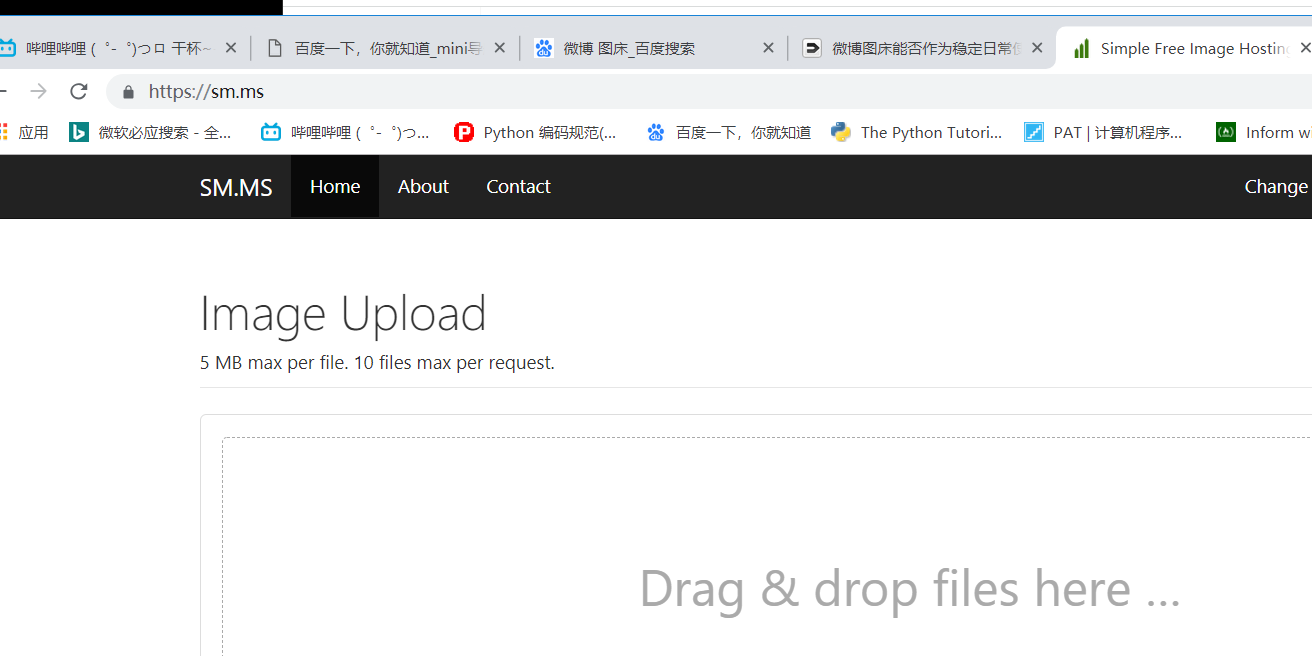 哔哩哔哩 (゜-゜)つロ 干杯~
百度一下，你就知道_mini导
微博 图床_百度搜索
微博图床能否作为稳定日常
Simple Free Image Hosting
https://sm.ms
应用
微软必应搜索 - 全...
哔哩哔哩 (゜-゜)つ...
Python 编码规范(...
百度一下，你就知道
The Python Tutori...
PAT | 计算机程序...
Inform wi
SM.MS
Home
About
Contact
Change
Image Upload
5 MB max per file. 10 files max per request.
Drag & drop files here ...